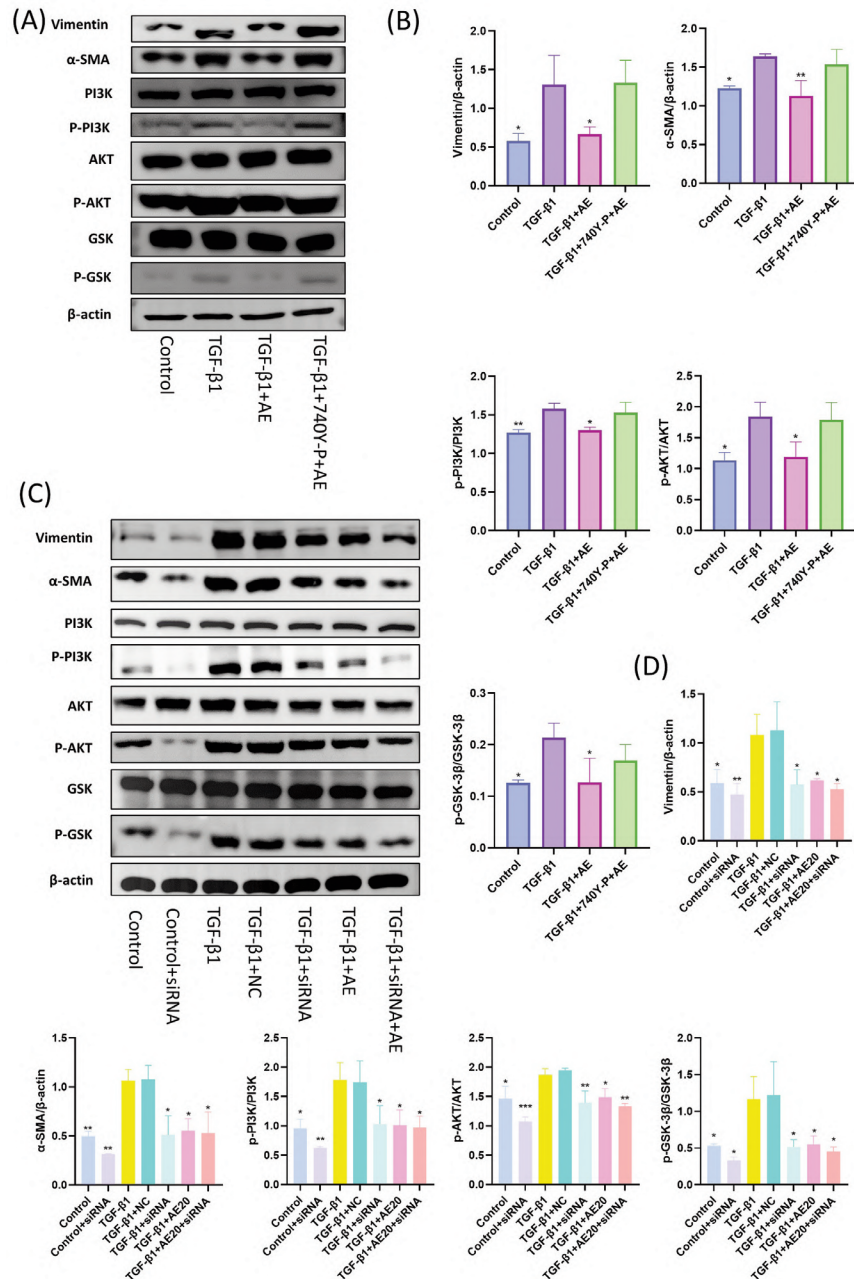 (A)
Vimentin
α-SMA
PI3K
P-PI3K
AKT
P-AKT
GSK
P-GSK
β-actin
Control
TGF-β1
TGF-β1+AE
TGF-β1+740Y-P+AE
(B)
Vimentin/β-actin
2.0
1.5
1.0
0.5
0.0
*
*
Control
TGF-β1
TGF-β1+AE
TGF-β1+740Y-P+AE
α-SMA/β-actin
2.0
1.5
1.0
0.5
0.0
*
**
Control
TGF-β1
TGF-β1+AE
TGF-β1+740Y-P+AE
p-PI3K/PI3K
2.0
1.5
1.0
0.5
0.0
**
*
Control
TGF-β1
TGF-β1+AE
TGF-β1+740Y-P+AE
p-AKT/AKT
2.5
2.0
1.5
1.0
0.5
0.0
*
*
Control
TGF-β1
TGF-β1+AE
TGF-β1+740Y-P+AE
p-GSK-3β/GSK-3β
0.3
0.2
0.1
0.0
*
*
Control
TGF-β1
TGF-β1+AE
TGF-β1+740Y-P+AE
(C)
Vimentin
α-SMA
PI3K
P-PI3K
AKT
P-AKT
GSK
P-GSK
β-actin
Control
Control+siRNA
TGF-β1
TGF-β1+NC
TGF-β1+siRNA
TGF-β1+AE
TGF-β1+siRNA+AE
(D)
Vimentin/β-actin
1.5
1.0
0.5
0.0
*
**
*
*
*
Control
Control+siRNA
TGF-β1
TGF-β1+NC
TGF-β1+siRNA
TGF-β1+AE20
TGF-β1+AE20+siRNA
α-SMA/β-actin
1.5
1.0
0.5
0.0
**
**
*
*
*
Control
Control+siRNA
TGF-β1
TGF-β1+NC
TGF-β1+siRNA
TGF-β1+AE20
TGF-β1+AE20+siRNA
p-PI3K/PI3K
2.5
2.0
1.5
1.0
0.5
0.0
*
**
*
*
*
Control
Control+siRNA
TGF-β1
TGF-β1+NC
TGF-β1+siRNA
TGF-β1+AE20
TGF-β1+AE20+siRNA
p-AKT/AKT
2.5
2.0
1.5
1.0
0.5
0.0
*
***
**
*
**
Control
Control+siRNA
TGF-β1
TGF-β1+NC
TGF-β1+siRNA
TGF-β1+AE20
TGF-β1+AE20+siRNA
p-GSK-3β/GSK-3β
2.0
1.5
1.0
0.5
0.0
*
*
*
*
*
Control
Control+siRNA
TGF-β1
TGF-β1+NC
TGF-β1+siRNA
TGF-β1+AE20
TGF-β1+AE20+siRNA